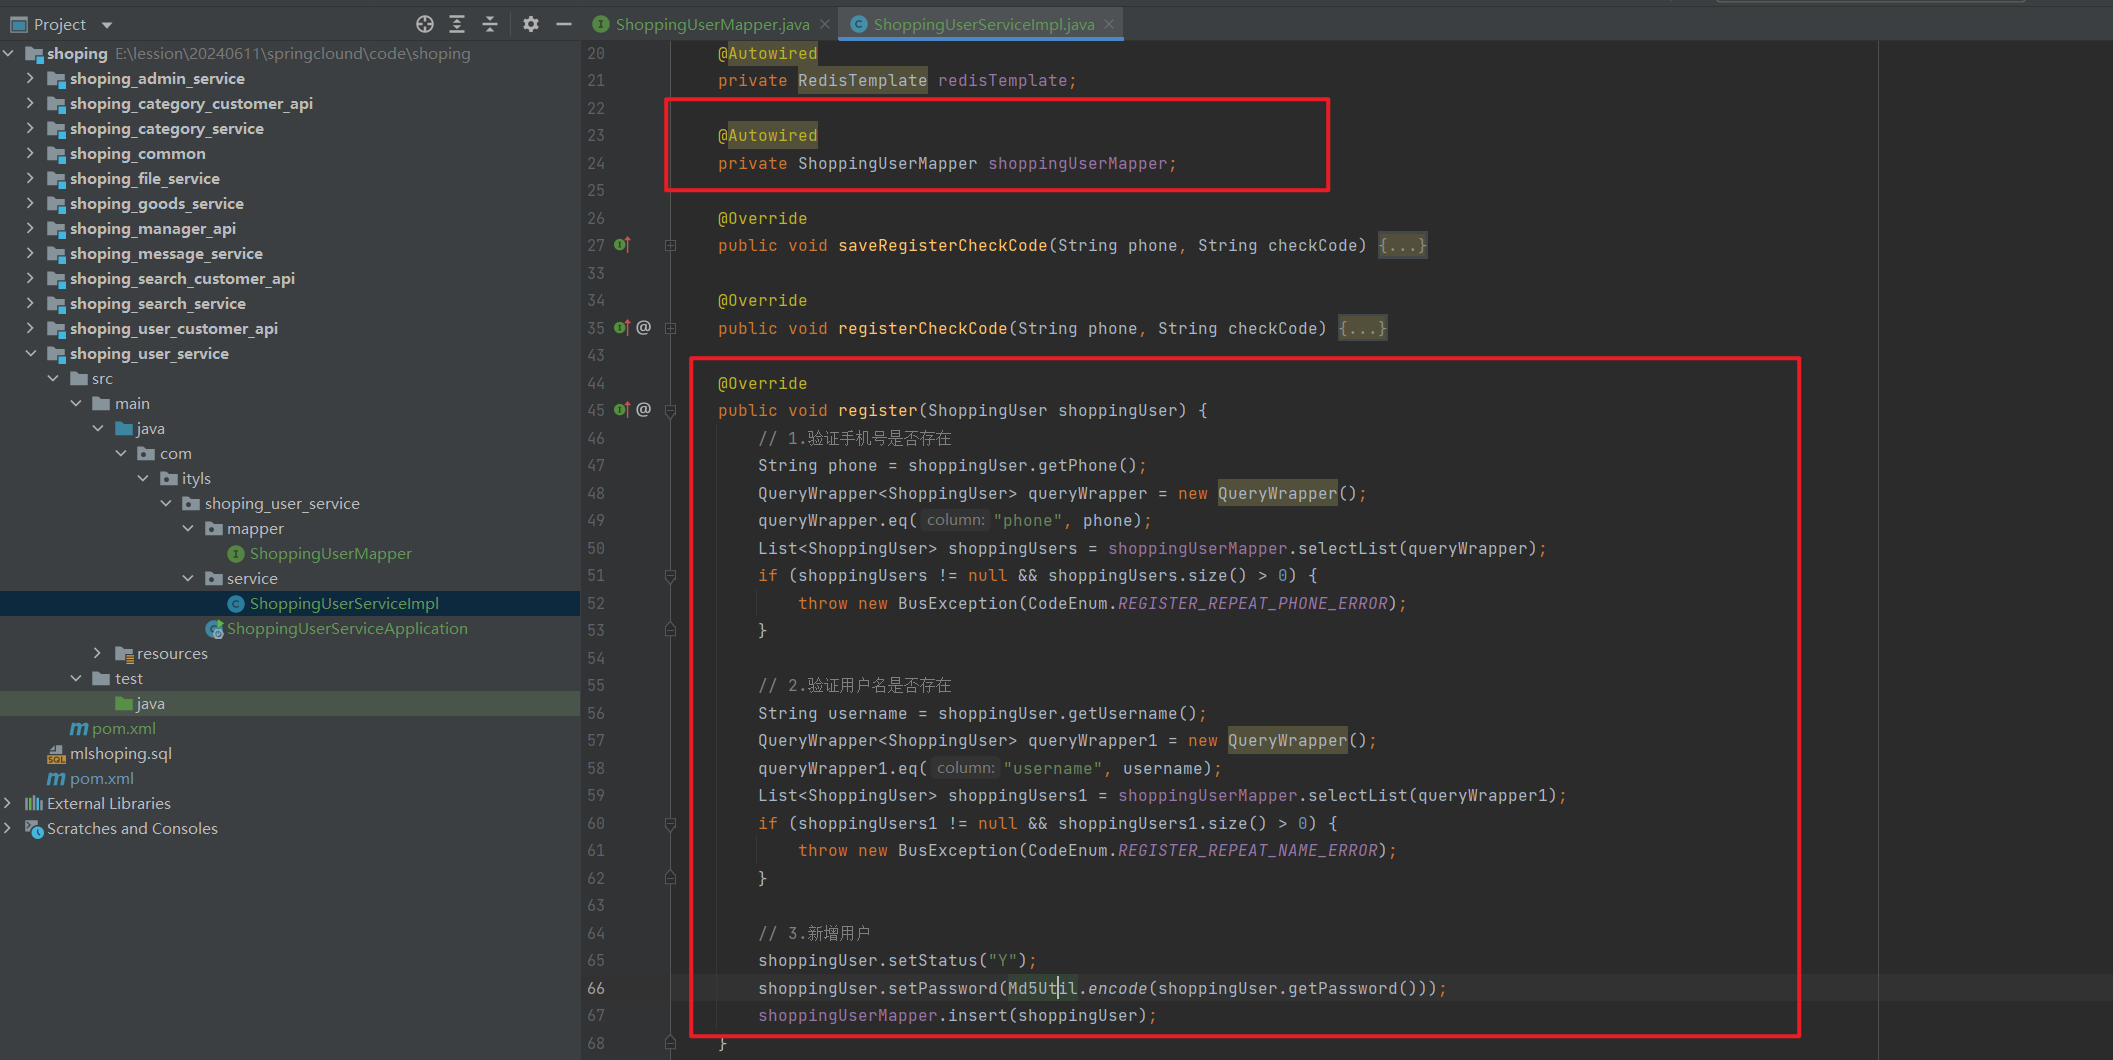 Project
shoping E:\lession\20240611\springclound\code\shoping
shoping_admin_service
shoping_category_customer_api
shoping_category_service
shoping_common
shoping_file_service
shoping_goods_service
shoping_manager_api
shoping_message_service
shoping_search_customer_api
shoping_search_service
shoping_user_customer_api
shoping_user_service
src
main
java
com
ityls
shoping_user_service
mapper
ShoppingUserMapper
service
ShoppingUserServiceImpl
ShoppingUserServiceApplication
resources
test
java
pom.xml
mlshoping.sql
pom.xml
External Libraries
Scratches and Consoles
ShoppingUserMapper.java
ShoppingUserServiceImpl.java
20 @Autowired
21 private RedisTemplate redisTemplate;
22
23 @Autowired
24 private ShoppingUserMapper shoppingUserMapper;
25
26 @Override
27 public void saveRegisterCheckCode(String phone, String checkCode) {...}
33
34 @Override
35 @ public void registerCheckCode(String phone, String checkCode) {...}
43
44 @Override
45 @ public void register(ShoppingUser shoppingUser) {
46 // 1.验证手机号是否存在
47 String phone = shoppingUser.getPhone();
48 QueryWrapper<ShoppingUser> queryWrapper = new QueryWrapper();
49 queryWrapper.eq( column: "phone", phone);
50 List<ShoppingUser> shoppingUsers = shoppingUserMapper.selectList(queryWrapper);
51 if (shoppingUsers != null && shoppingUsers.size() > 0) {
52 throw new BusException(CodeEnum.REGISTER_REPEAT_PHONE_ERROR);
53 }
54
55 // 2.验证用户名是否存在
56 String username = shoppingUser.getUsername();
57 QueryWrapper<ShoppingUser> queryWrapper1 = new QueryWrapper();
58 queryWrapper1.eq( column: "username", username);
59 List<ShoppingUser> shoppingUsers1 = shoppingUserMapper.selectList(queryWrapper1);
60 if (shoppingUsers1 != null && shoppingUsers1.size() > 0) {
61 throw new BusException(CodeEnum.REGISTER_REPEAT_NAME_ERROR);
62 }
63
64 // 3.新增用户
65 shoppingUser.setStatus("Y");
66 shoppingUser.setPassword(Md5Util.encode(shoppingUser.getPassword()));
67 shoppingUserMapper.insert(shoppingUser);
68 }